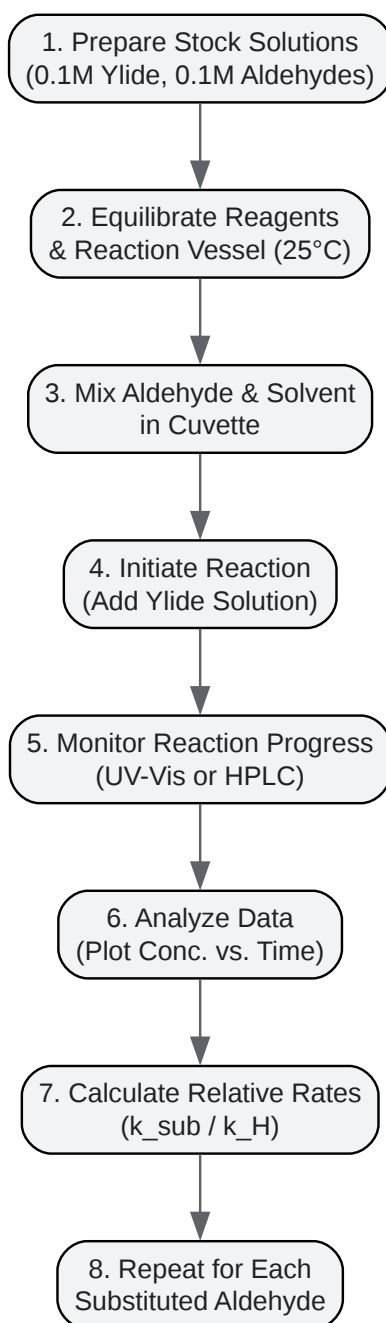 1. Prepare Stock Solutions
(0.1M Ylide, 0.1M Aldehydes)
2. Equilibrate Reagents
& Reaction Vessel (25°C)
3. Mix Aldehyde & Solvent
in Cuvette
4. Initiate Reaction
(Add Ylide Solution)
5. Monitor Reaction Progress
(UV-Vis or HPLC)
6. Analyze Data
(Plot Conc. vs. Time)
7. Calculate Relative Rates
(k_sub / k_H)
8. Repeat for Each
Substituted Aldehyde